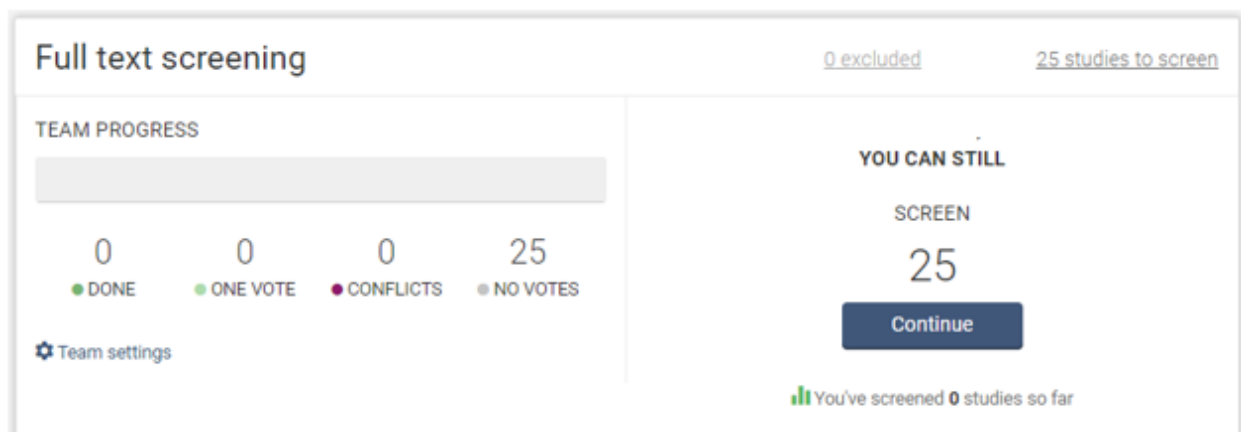 Full text screening
0 excluded
25 studies to screen
TEAM PROGRESS
YOU CAN STILL
SCREEN
25
Continue
You've screened 0 studies so far
0 0 0 25
DONE ONE VOTE CONFLICTS NO VOTES
Team settings